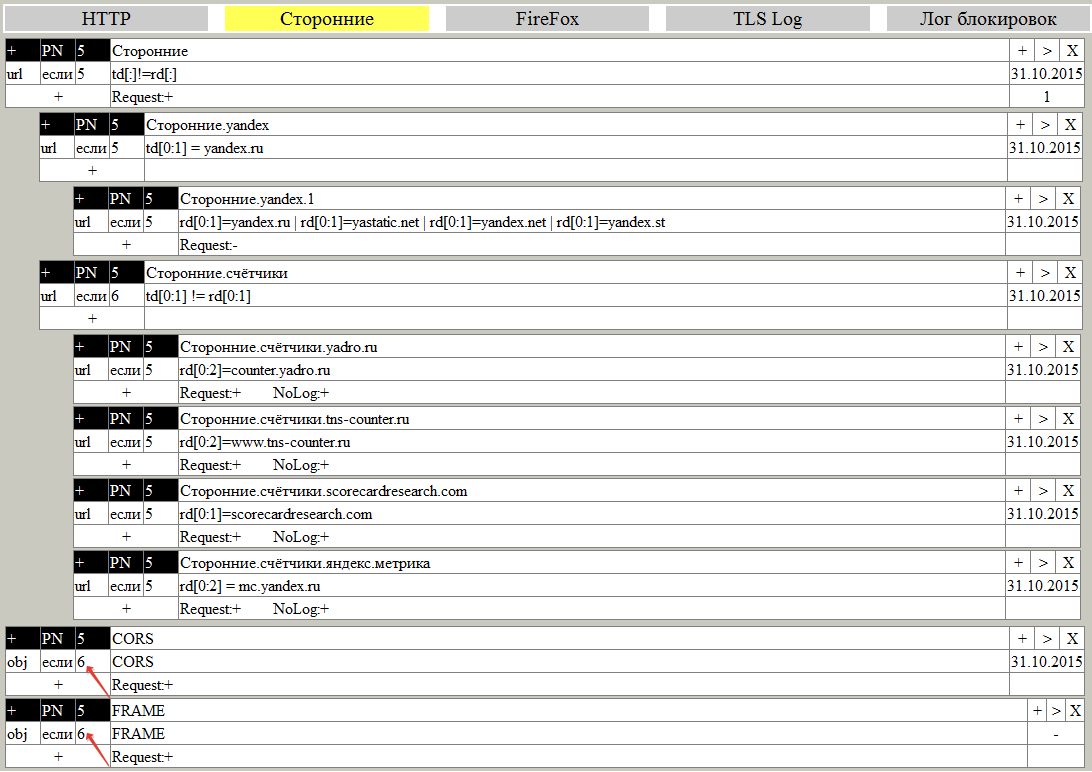 HTTP Сторонние FireFox TLS Log Лог блокировок
+ PN 5 Сторонние + > X
url если 5 td[:]!=rd[:] 31.10.2015
+ Request:+ 1
+ PN 5 Сторонние.yandex + > X
url если 5 td[0:1] = yandex.ru 31.10.2015
+
+ PN 5 Сторонние.yandex.1 + > X
url если 5 rd[0:1]=yandex.ru | rd[0:1]=yastatic.net | rd[0:1]=yandex.net | rd[0:1]=yandex.st 31.10.2015
+ Request:-
+ PN 5 Сторонние.счётчики + > X
url если 6 td[0:1] != rd[0:1] 31.10.2015
+
+ PN 5 Сторонние.счётчики.yadro.ru + > X
url если 5 rd[0:2]=counter.yadro.ru 31.10.2015
+ Request:+ NoLog:+
+ PN 5 Сторонние.счётчики.tns-counter.ru + > X
url если 5 rd[0:2]=www.tns-counter.ru 31.10.2015
+ Request:+ NoLog:+
+ PN 5 Сторонние.счётчики.scorecardresearch.com + > X
url если 5 rd[0:1]=scorecardresearch.com 31.10.2015
+ Request:+ NoLog:+
+ PN 5 Сторонние.счётчики.яндекс.метрика + > X
url если 5 rd[0:2] = mc.yandex.ru 31.10.2015
+ Request:+ NoLog:+
+ PN 5 CORS + > X
obj если 6 CORS 31.10.2015
+ Request:+
+ PN 5 FRAME + > X
obj если 6 FRAME -
+ Request:+